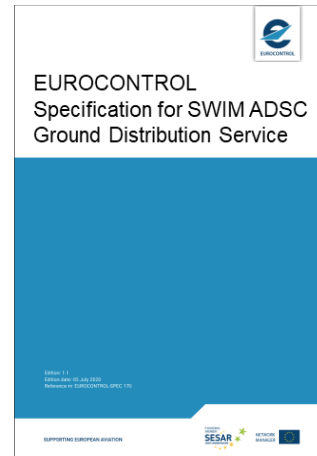 EUROCONTROL
EUROCONTROL
Specification for SWIM ADSC
Ground Distribution Service
Edition: 1.1
Edition date: 05 July 2023
Reference nr: EUROCONTROL-SPEC 170
SUPPORTING EUROPEAN AVIATION
SESAR
NETWORK
MANAGER